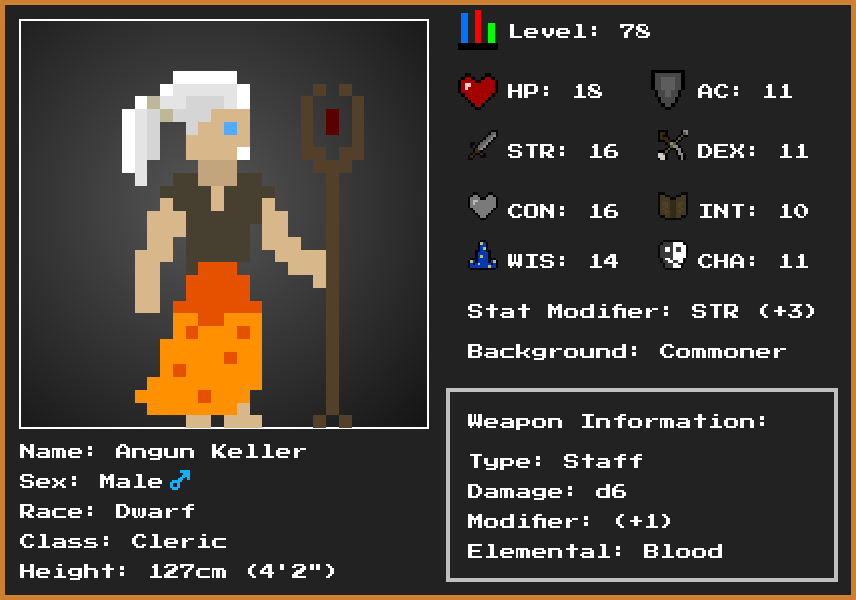 Level: 78
HP: 18 AC: 11
STR: 16 DEX: 11
CON: 16 INT: 10
WIS: 14 CHA: 11
Stat Modifier: STR (+3)
Background: Commoner
Weapon Information:
Type: Staff
Damage: d6
Modifier: (+1)
Elemental: Blood
Name: Angun Keller
Sex: Male♂
Race: Dwarf
Class: Cleric
Height: 127cm (4'2")